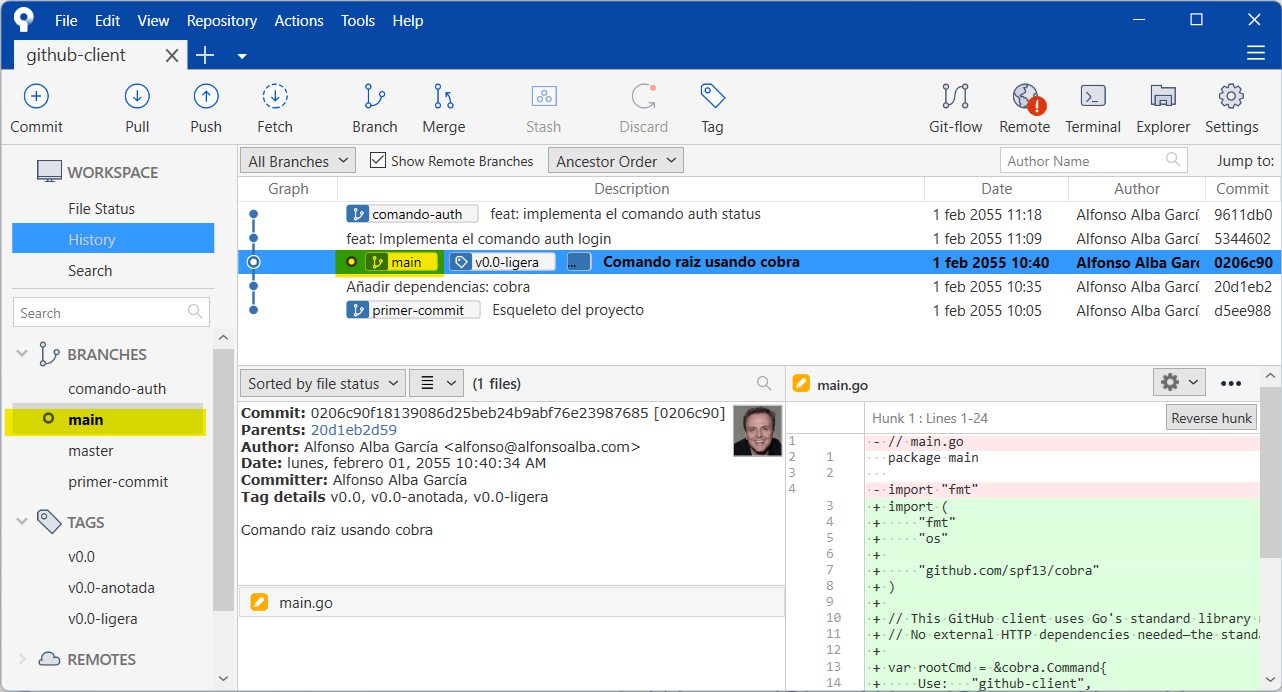 File Edit View Repository Actions Tools Help
github-client
Commit Pull Push Fetch Branch Merge Stash Discard Tag Git-flow Remote Terminal Explorer Settings
WORKSPACE
File Status
History
Search
Search
BRANCHES
comando-auth
main
master
primer-commit
TAGS
v0.0
v0.0-anotada
v0.0-ligera
REMOTES
All Branches Show Remote Branches Ancestor Order Author Name Jump to:
Graph Description Date Author Commit
comando-auth feat: implementa el comando auth status 1 feb 2055 11:18 Alfonso Alba Garcí 9611db0
feat: Implementa el comando auth login 1 feb 2055 11:09 Alfonso Alba Garcí 5344602
main v0.0-ligera ... Comando raiz usando cobra 1 feb 2055 10:40 Alfonso Alba Garc 0206c90
Añadir dependencias: cobra 1 feb 2055 10:35 Alfonso Alba Garcí 20d1eb2
primer-commit Esqueleto del proyecto 1 feb 2055 10:05 Alfonso Alba Garcí d5ee988
Sorted by file status (1 files)
Commit: 0206c90f18139086d25beb24b9abf76e23987685 [0206c90]
Parents: 20d1eb2d59
Author: Alfonso Alba García <alfonso@alfonsoalba.com>
Date: lunes, febrero 01, 2055 10:40:34 AM
Committer: Alfonso Alba García
Tag details v0.0, v0.0-anotada, v0.0-ligera
Comando raiz usando cobra
main.go
main.go
Hunk 1 : Lines 1-24 Reverse hunk
1 - // main.go
2 1 package main
3 2
4 - import "fmt"
3 + import (
4 + "fmt"
5 + "os"
6 +
7 + "github.com/spf13/cobra"
8 + )
9 +
10 + // This GitHub client uses Go's standard library
11 + // No external HTTP dependencies needed—the stand
12 +
13 + var rootCmd = &cobra.Command{
14 + Use: "github-client",